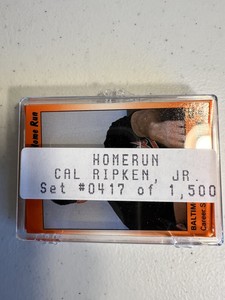 Home Run
HOMERUN
CAL RIPKEN, JR.
Set #0417 of 1,500
BALTIM
Career S